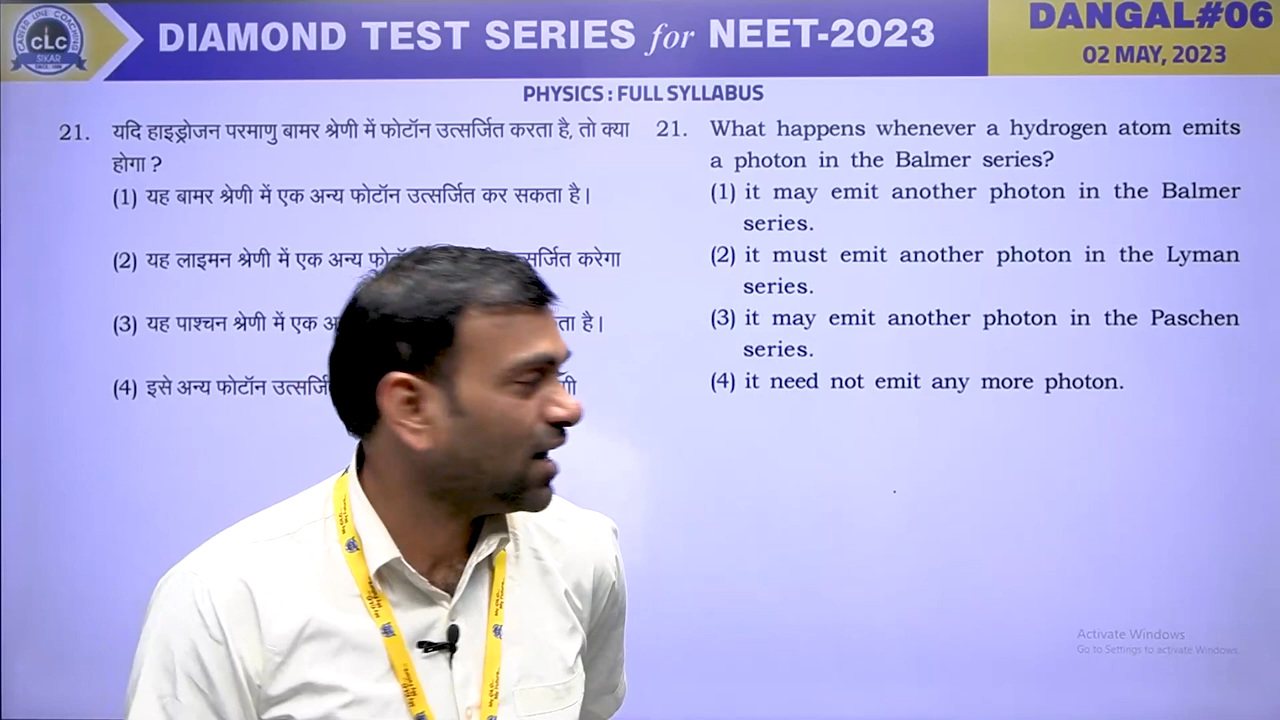 CAREER LINE COACHING
CLC
SIKAR
DIAMOND TEST SERIES for NEET-2023
DANGAL#06
02 MAY, 2023
PHYSICS : FULL SYLLABUS
21. यदि हाइड्रोजन परमाणु बामर श्रेणी में फोटॉन उत्सर्जित करता है, तो क्या
होगा ?
(1) यह बामर श्रेणी में एक अन्य फोटॉन उत्सर्जित कर सकता है।
(2) यह लाइमन श्रेणी में एक अन्य करेगा
(3) यह पाश्चन श्रेणी में एक है।
(4) इसे अन्य फोटॉन
21. What happens whenever a hydrogen atom emits
a photon in the Balmer series?
(1) it may emit another photon in the Balmer
series.
(2) it must emit another photon in the Lyman
series.
(3) it may emit another photon in the Paschen
series.
(4) it need not emit any more photon.
Activate Windows
Go to Settings to activate Windows.